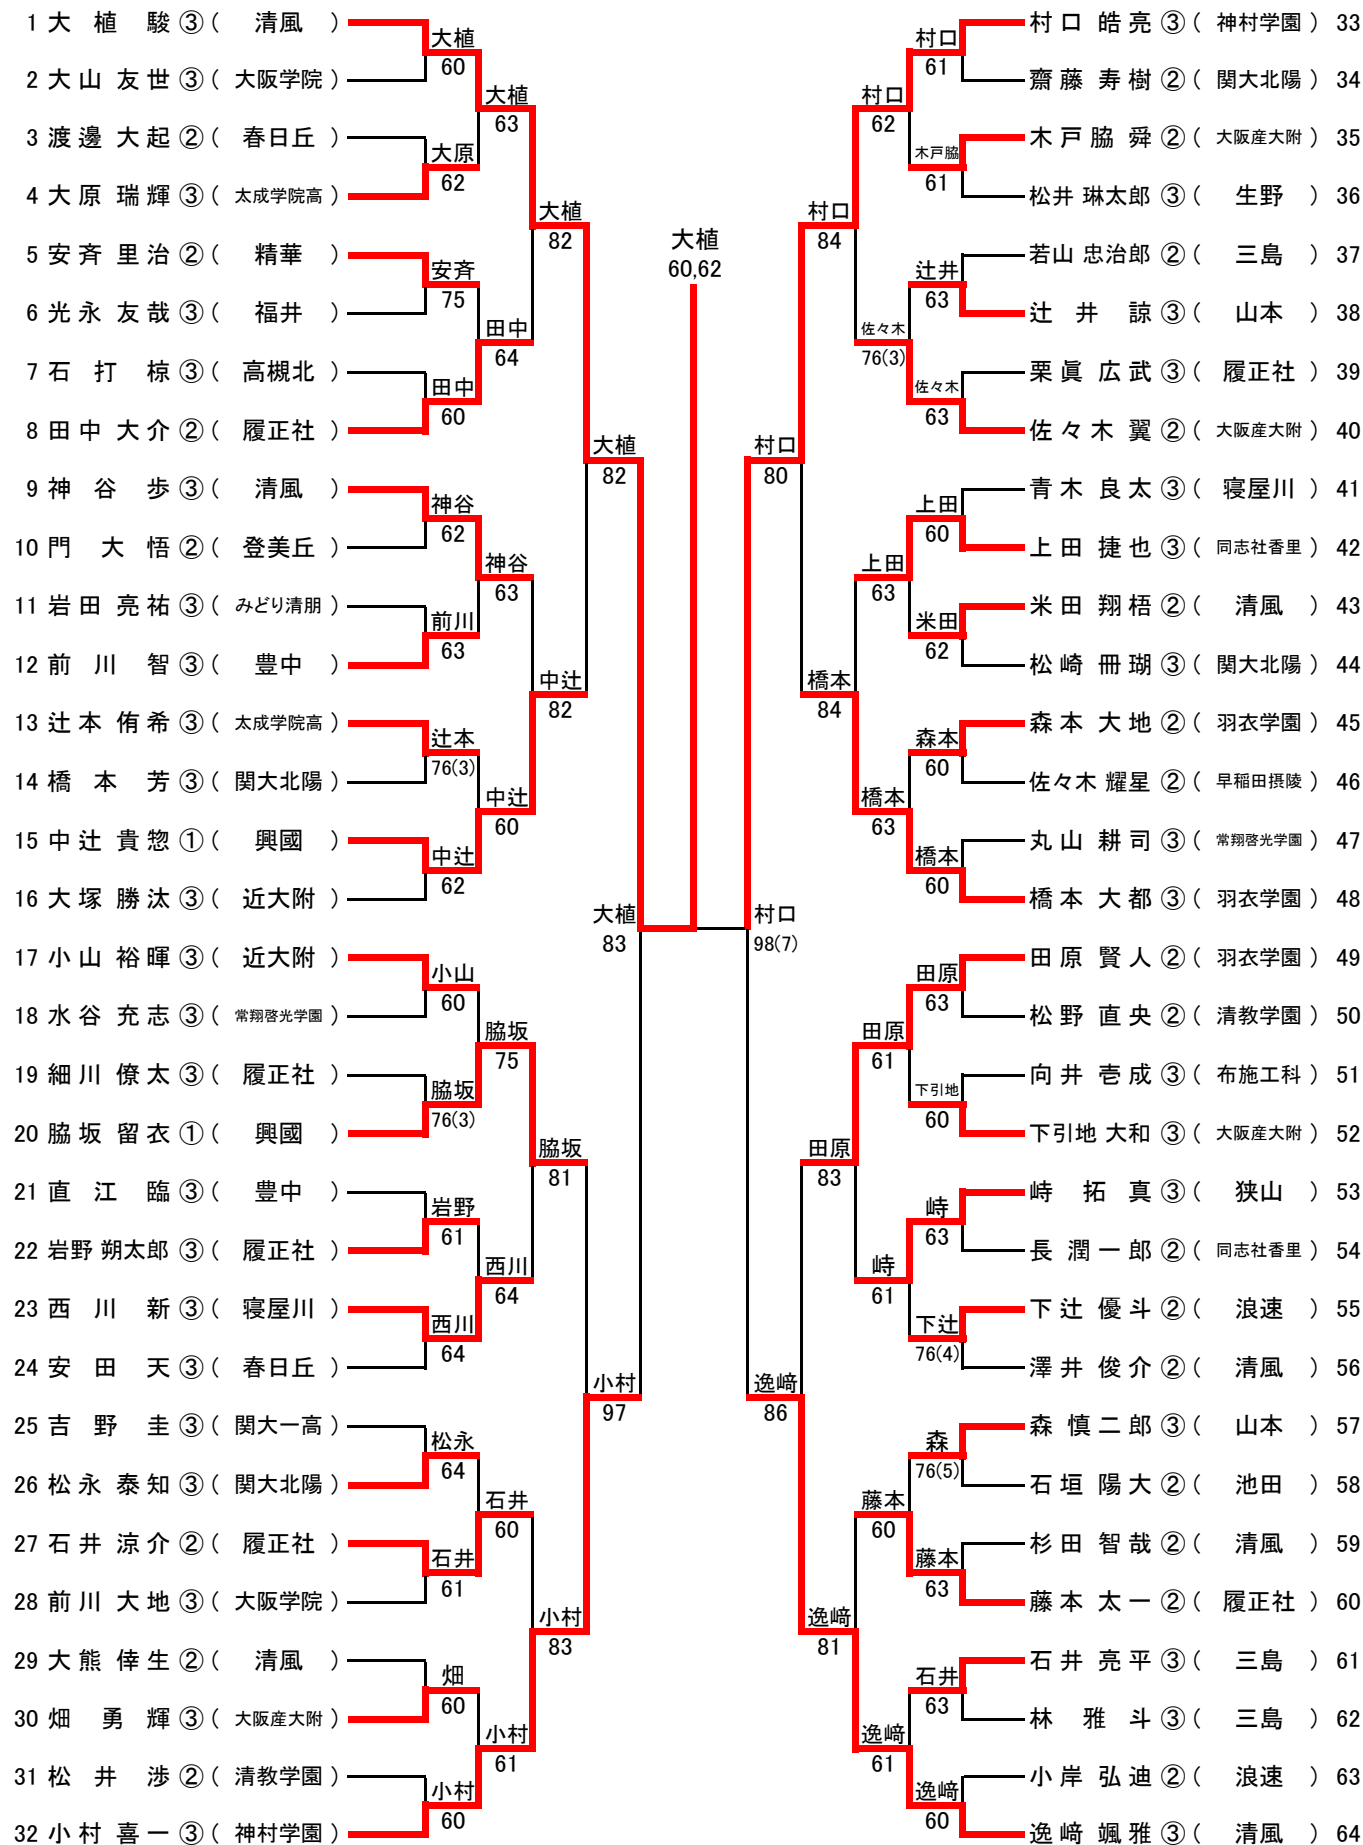 1 大植 駿 ③ ( 清風 )
2 大山 友世 ③ ( 大阪学院 )
3 渡邊 大起 ② ( 春日丘 )
4 大原 瑞輝 ③ ( 太成学院高 )
5 安斉 里治 ② ( 精華 )
6 光永 友哉 ③ ( 福井 )
7 石打 椋 ③ ( 高槻北 )
8 田中 大介 ② ( 履正社 )
9 神谷 歩 ③ ( 清風 )
10 門 大悟 ② ( 登美丘 )
11 岩田 亮祐 ③ ( みどり清朋 )
12 前川 智 ③ ( 豊中 )
13 辻本 侑希 ③ ( 太成学院高 )
14 橋本 芳 ③ ( 関大北陽 )
15 中辻 貴惣 ① ( 興國 )
16 大塚 勝汰 ③ ( 近大附 )
17 小山 裕暉 ③ ( 近大附 )
18 水谷 充志 ③ ( 常翔啓光学園 )
19 細川 僚太 ③ ( 履正社 )
20 脇坂 留衣 ① ( 興國 )
21 直江 臨 ③ ( 豊中 )
22 岩野 朔太郎 ③ ( 履正社 )
23 西川 新 ③ ( 寝屋川 )
24 安田 天 ③ ( 春日丘 )
25 吉野 圭 ③ ( 関大一高 )
26 松永 泰知 ③ ( 関大北陽 )
27 石井 涼介 ② ( 履正社 )
28 前川 大地 ③ ( 大阪学院 )
29 大熊 倖生 ② ( 清風 )
30 畑 勇輝 ③ ( 大阪産大附 )
31 松井 渉 ② ( 清教学園 )
32 小村 喜一 ③ ( 神村学園 )
大植
60
大原
62
安斉
75
田中
60
神谷
62
前川
63
辻本
76(3)
中辻
62
小山
60
脇坂
76(3)
岩野
61
西川
64
松永
64
石井
61
畑
60
小村
60
大植
63
田中
64
神谷
63
中辻
60
脇坂
75
西川
64
石井
60
小村
61
大植
82
中辻
82
脇坂
81
小村
83
大植
82
小村
97
大植
83
大植
60,62
村口
98(7)
村口
80
逸﨑
86
村口
84
橋本
84
田原
83
逸﨑
81
村口
62
佐々木
76(3)
上田
63
橋本
63
田原
61
峙
61
藤本
60
逸﨑
61
村口
61
木戸脇
61
辻井
63
佐々木
63
上田
60
米田
62
森本
60
橋本
60
田原
63
下引地
60
峙
63
下辻
76(4)
森
76(5)
藤本
63
石井
63
逸﨑
60
村口 皓亮 ③ ( 神村学園 ) 33
齋藤 寿樹 ② ( 関大北陽 ) 34
木戸脇 舜 ② ( 大阪産大附 ) 35
松井 琳太郎 ③ ( 生野 ) 36
若山 忠治郎 ② ( 三島 ) 37
辻井 諒 ③ ( 山本 ) 38
栗眞 広武 ③ ( 履正社 ) 39
佐々木 翼 ② ( 大阪産大附 ) 40
青木 良太 ③ ( 寝屋川 ) 41
上田 捷也 ③ ( 同志社香里 ) 42
米田 翔梧 ② ( 清風 ) 43
松崎 冊瑚 ③ ( 関大北陽 ) 44
森本 大地 ② ( 羽衣学園 ) 45
佐々木 耀星 ② ( 早稲田摂陵 ) 46
丸山 耕司 ③ ( 常翔啓光学園 ) 47
橋本 大都 ③ ( 羽衣学園 ) 48
田原 賢人 ② ( 羽衣学園 ) 49
松野 直央 ② ( 清教学園 ) 50
向井 壱成 ③ ( 布施工科 ) 51
下引地 大和 ③ ( 大阪産大附 ) 52
峙 拓真 ③ ( 狭山 ) 53
長 潤一郎 ② ( 同志社香里 ) 54
下辻 優斗 ② ( 浪速 ) 55
澤井 俊介 ② ( 清風 ) 56
森 慎二郎 ③ ( 山本 ) 57
石垣 陽大 ② ( 池田 ) 58
杉田 智哉 ② ( 清風 ) 59
藤本 太一 ② ( 履正社 ) 60
石井 亮平 ③ ( 三島 ) 61
林 雅斗 ③ ( 三島 ) 62
小岸 弘迪 ② ( 浪速 ) 63
逸﨑 颯雅 ③ ( 清風 ) 64